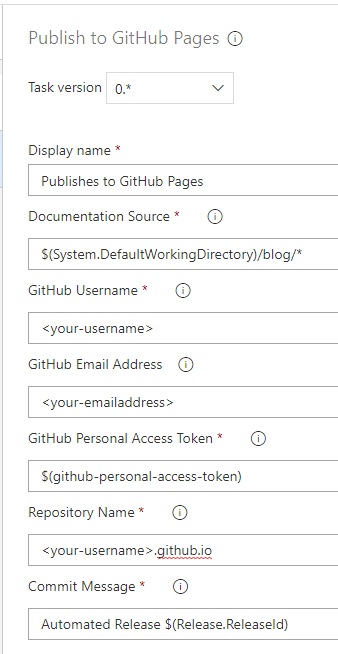 Publish to GitHub Pages
Task version 0.*
Display name *
Publishes to GitHub Pages
Documentation Source *
$(System.DefaultWorkingDirectory)/blog/*
GitHub Username *
<your-username>
GitHub Email Address
<your-emailaddress>
GitHub Personal Access Token *
$(github-personal-access-token)
Repository Name *
<your-username>.github.io
Commit Message *
Automated Release $(Release.ReleaseId)